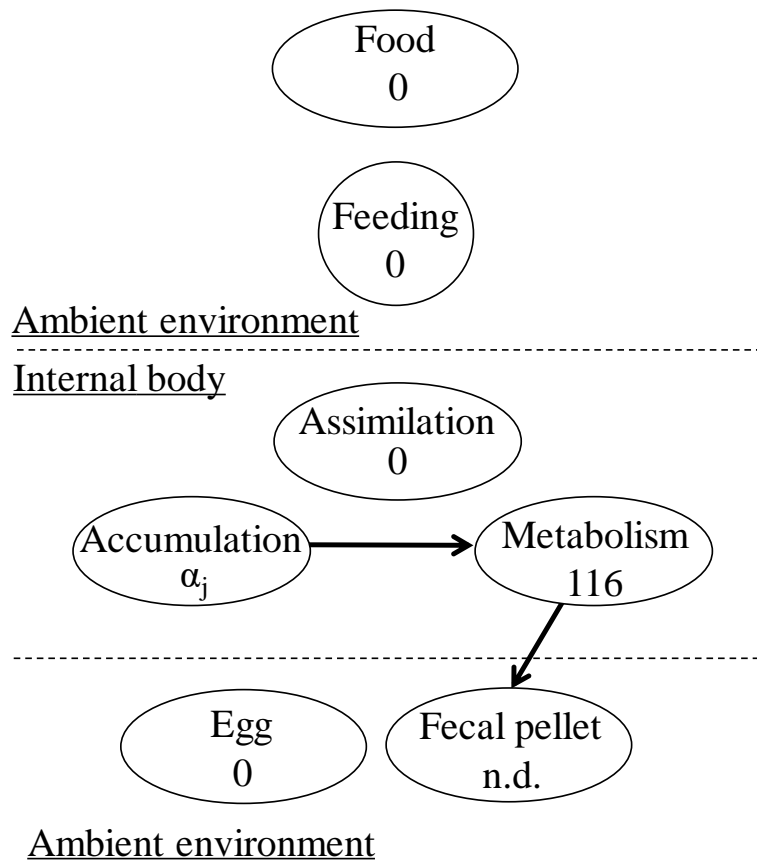 Food
0
Feeding
0
Ambient environment
Internal body
Assimilation
0
Accumulation
αj
Metabolism
116
Egg
0
Fecal pellet
n.d.
Ambient environment